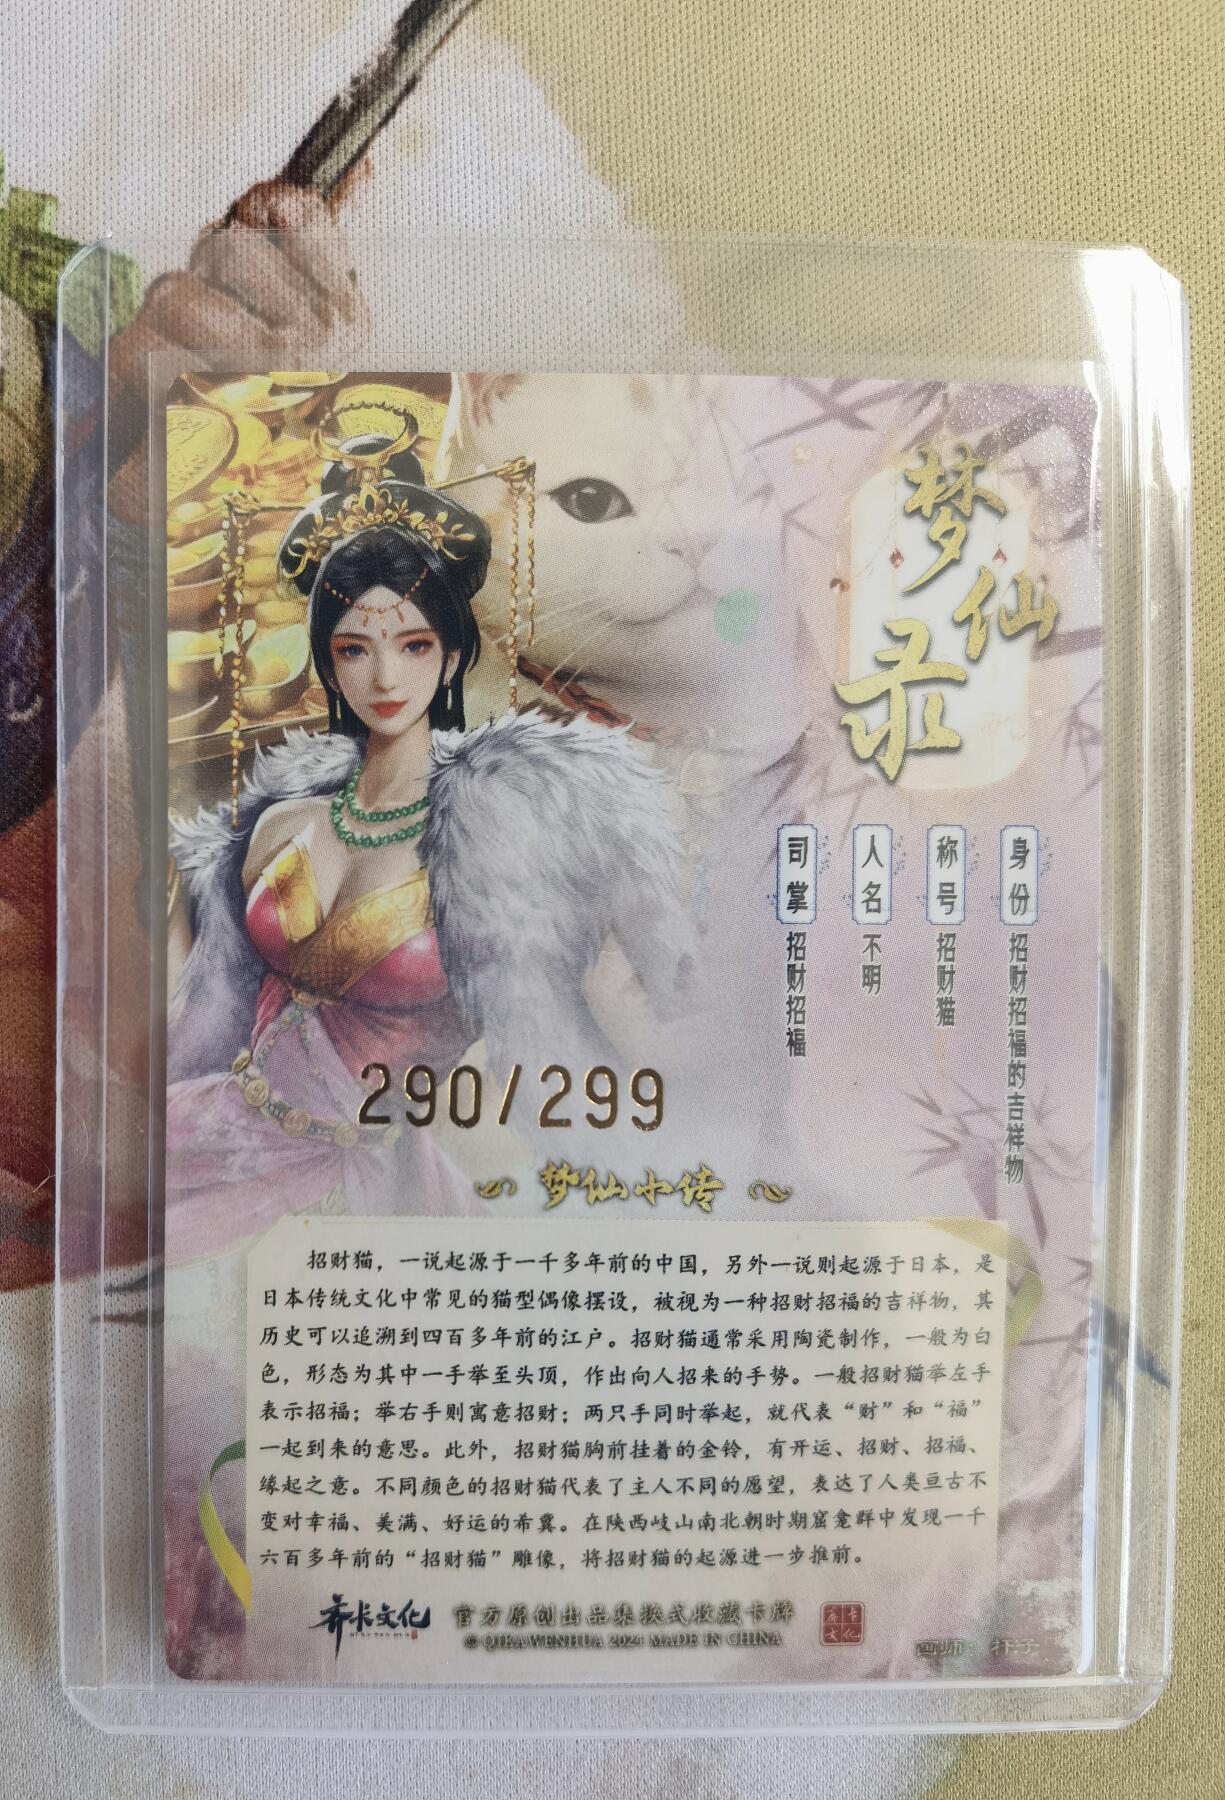 梦仙录
身份 招财招福的吉祥物
称号 招财猫
人名 不明
司掌 招财招福
290/299
梦仙小传
招财猫，一说起源于一千多年前的中国，另外一说则起源于日本，是
日本传统文化中常见的猫型偶像摆设，被视为一种招财招福的吉祥物，其
历史可以追溯到四百多年前的江户。招财猫通常采用陶瓷制作，一般为白
色，形态为其中一手举至头顶，作出向人招来的手势。一般招财猫举左手
表示招福；举右手则寓意招财；两只手同时举起，就代表“财”和“福”
一起到来的意思。此外，招财猫胸前挂着的金铃，有开运、招财、招福、
缘起之意。不同颜色的招财猫代表了主人不同的愿望，表达了人类亘古不
变对幸福、美满、好运的希冀。在陕西岐山南北朝时期窟龛群中发现一千
六百多年前的“招财猫”雕像，将招财猫的起源进一步推前。
齐卡文化
官方原创出品集换式收藏卡牌
© QIKAWENHUA 2024 MADE IN CHINA
齐卡文化
画师：杆子